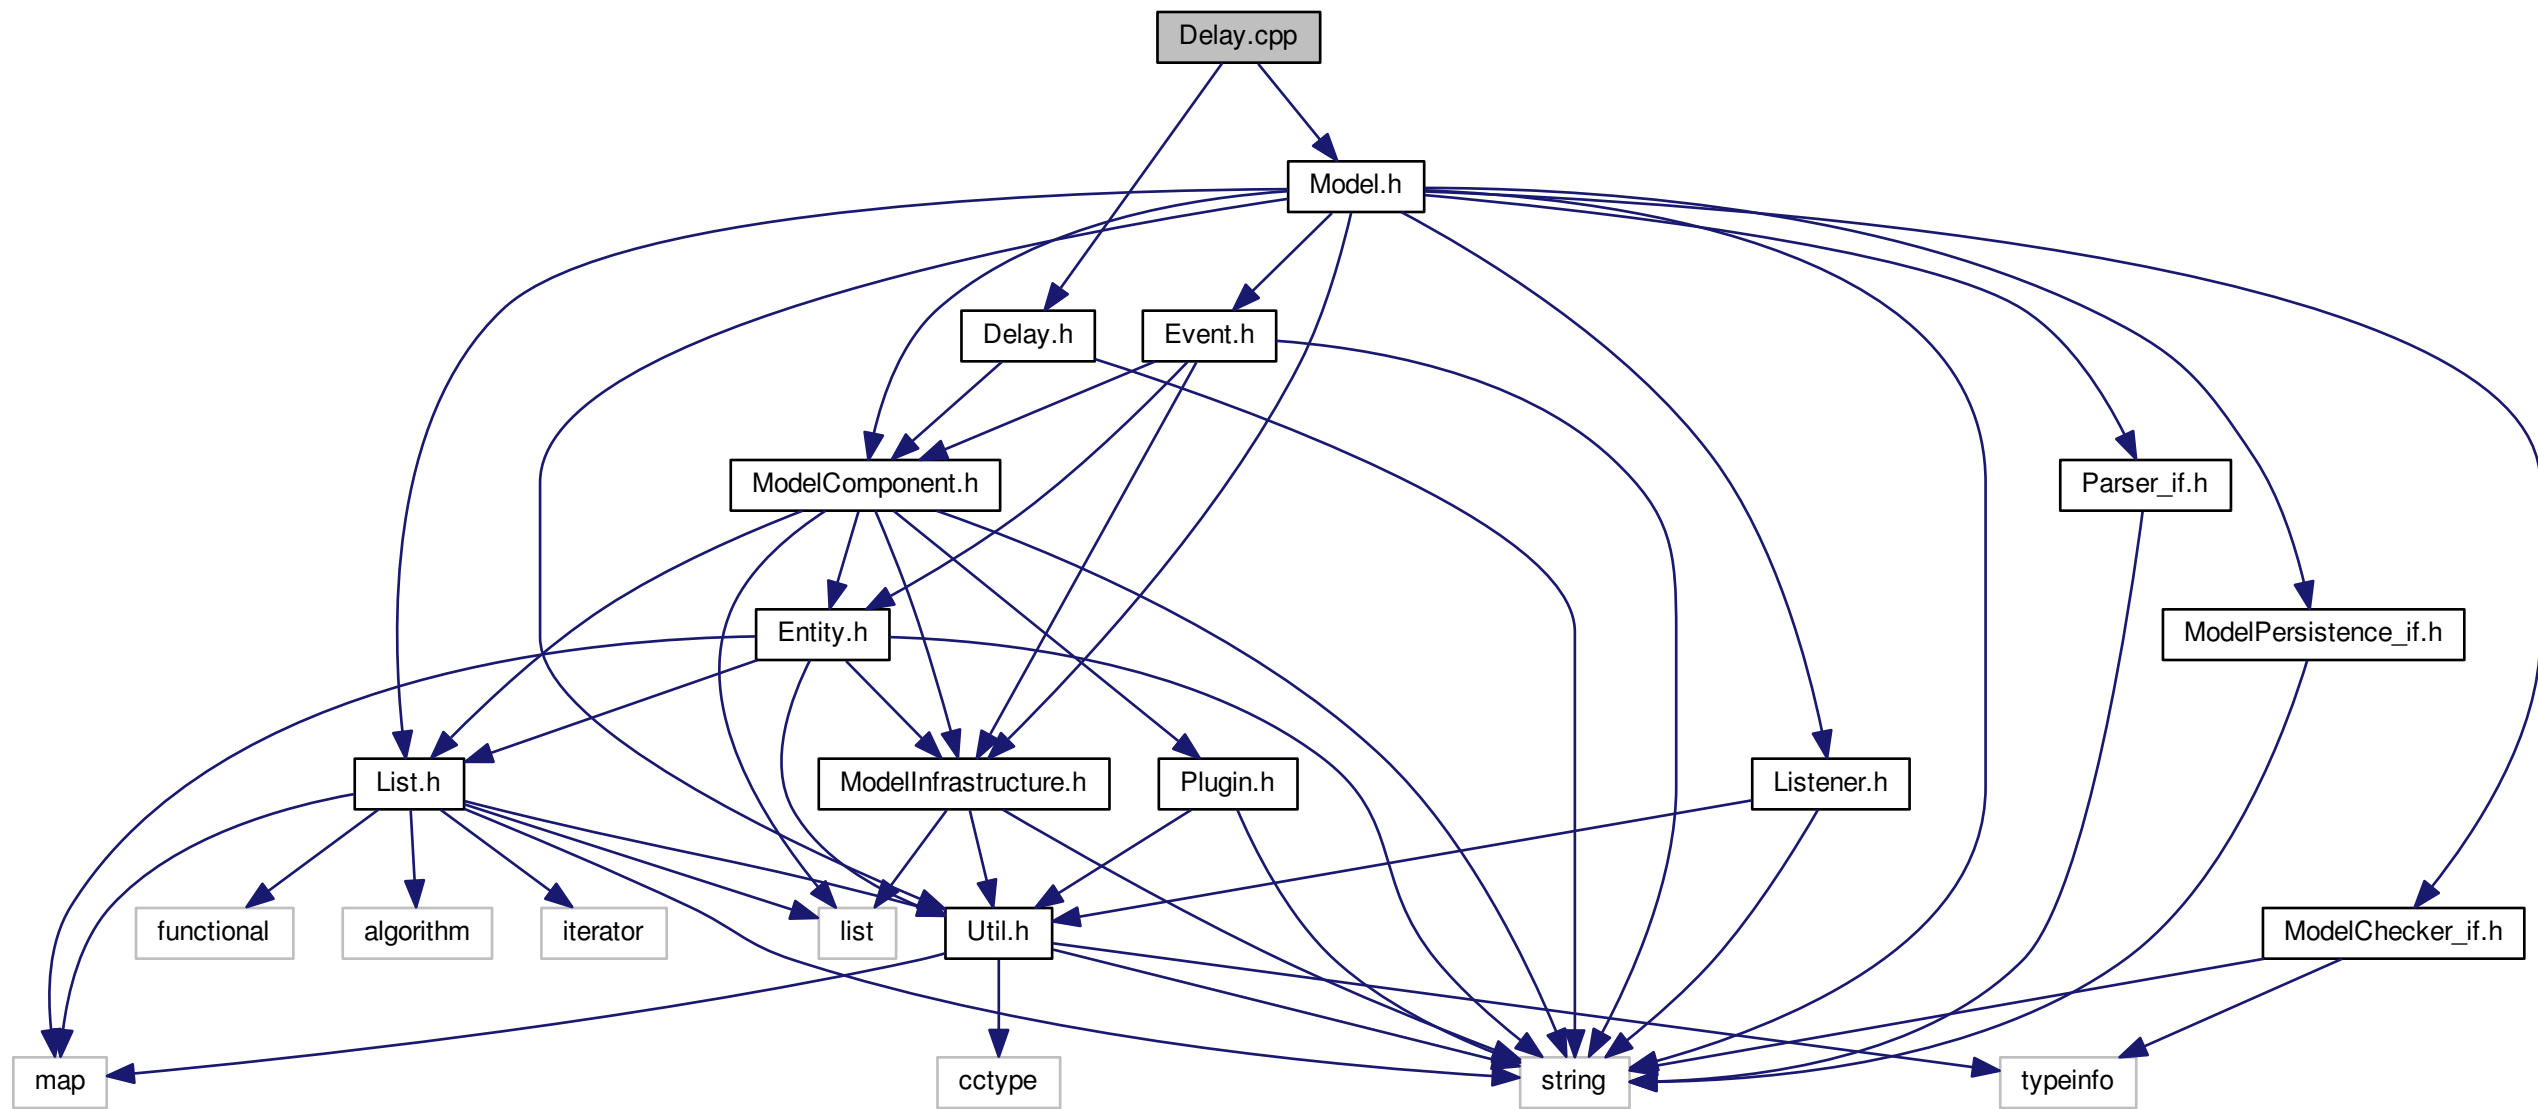 Delay.cpp
Model.h
Delay.h
Event.h
ModelComponent.h
Parser_if.h
Entity.h
ModelPersistence_if.h
List.h
ModelInfrastructure.h
Plugin.h
Listener.h
functional
algorithm
iterator
list
Util.h
ModelChecker_if.h
map
cctype
string
typeinfo